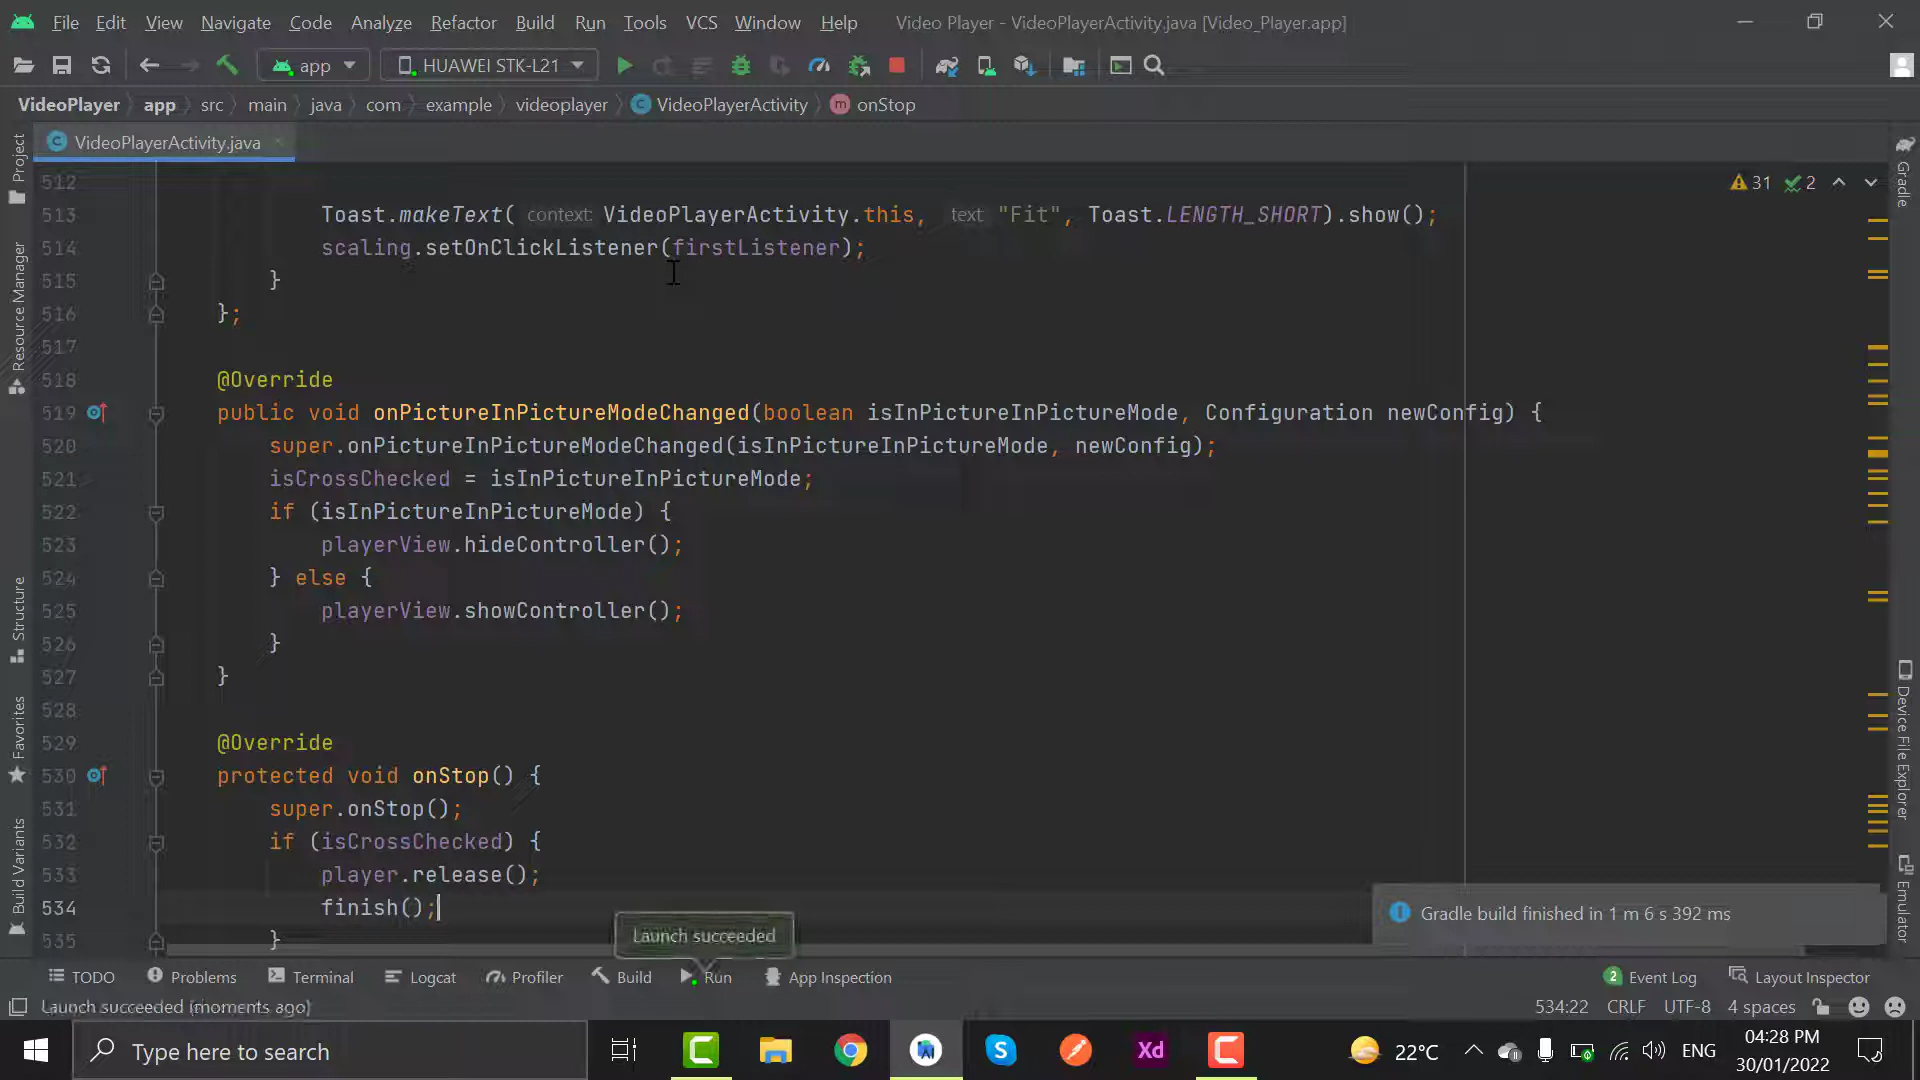 File Edit View Navigate Code Analyze Refactor Build Run Tools VCS Window Help Video Player - VideoPlayerActivity.java [Video_Player.app]
app HUAWEI STK-L21
VideoPlayer app src main java com example videoplayer VideoPlayerActivity onStop
VideoPlayerActivity.java
Project
Resource Manager
Structure
Favorites
Build Variants
31 2
512
513 Toast.makeText( context: VideoPlayerActivity.this, text: "Fit", Toast.LENGTH_SHORT).show();
514 scaling.setOnClickListener(firstListener);
515 }
516 };
517
518 @Override
519 public void onPictureInPictureModeChanged(boolean isInPictureInPictureMode, Configuration newConfig) {
520 super.onPictureInPictureModeChanged(isInPictureInPictureMode, newConfig);
521 isCrossChecked = isInPictureInPictureMode;
522 if (isInPictureInPictureMode) {
523 playerView.hideController();
524 } else {
525 playerView.showController();
526 }
527 }
528
529 @Override
530 protected void onStop() {
531 super.onStop();
532 if (isCrossChecked) {
533 player.release();
534 finish();
535 }
Gradle
Device File Explorer
Emulator
Gradle build finished in 1 m 6 s 392 ms
Launch succeeded
TODO Problems Terminal Logcat Profiler Build Run App Inspection 2 Event Log Layout Inspector
Launch succeeded (moments ago) 534:22 CRLF UTF-8 4 spaces
Type here to search Xd 22°C ENG 04:28 PM
30/01/2022